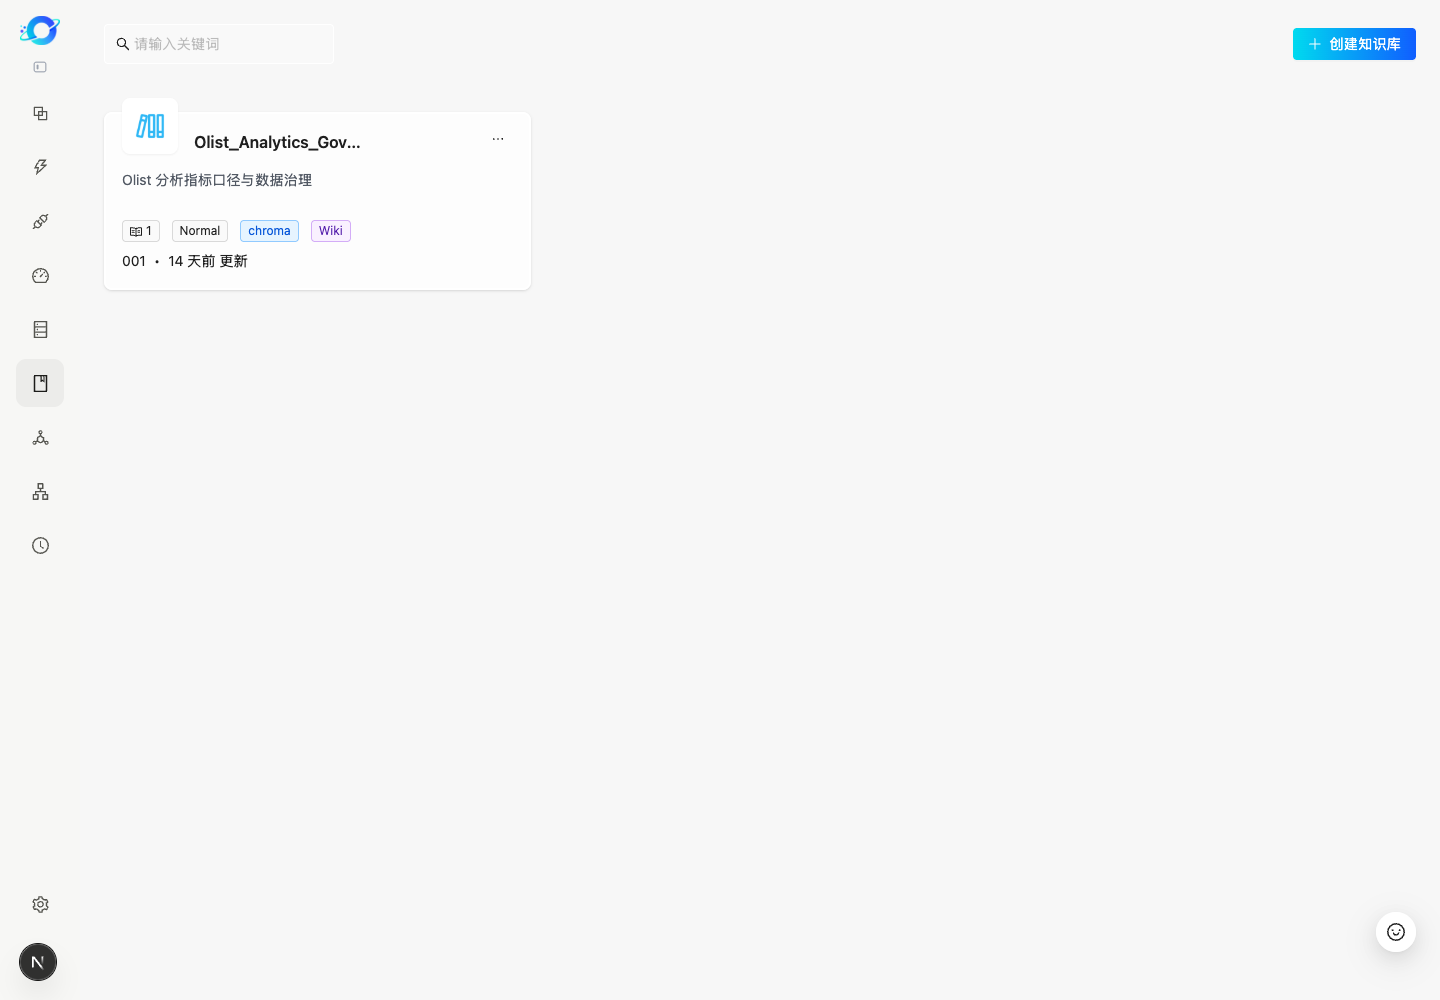 请输入关键词
创建知识库
Olist_Analytics_Gov...
Olist 分析指标口径与数据治理
1 Normal chroma Wiki
001 • 14 天前 更新
N